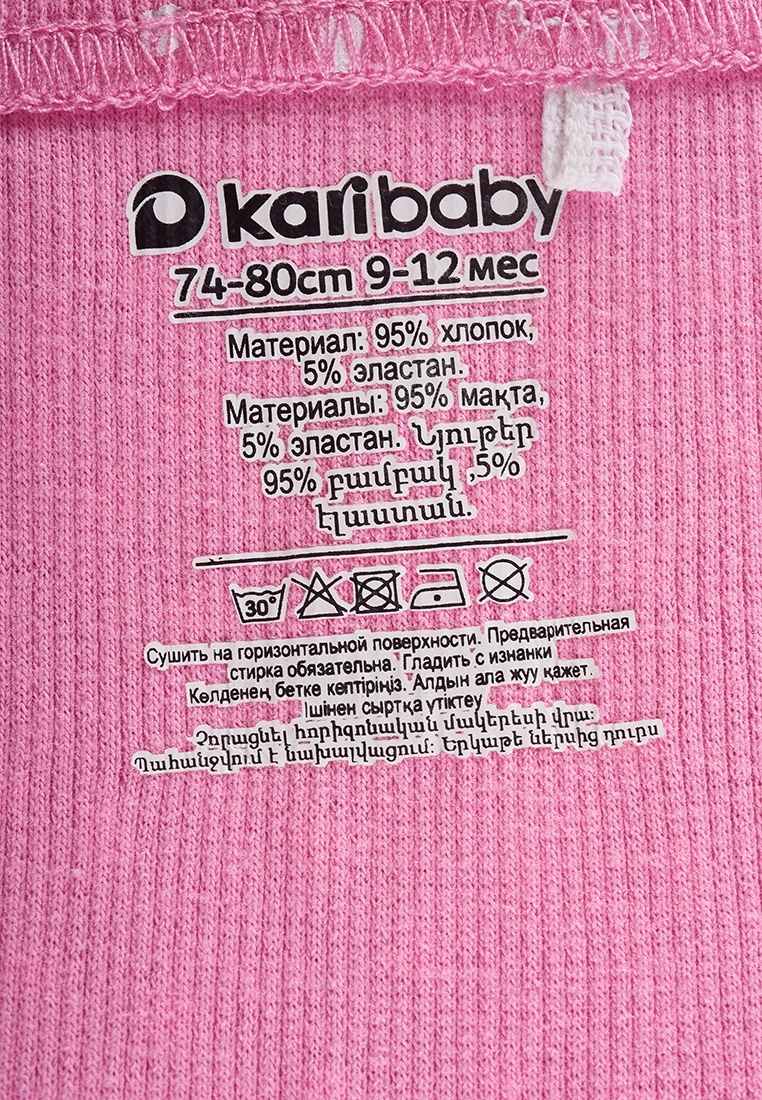 kari baby
74-80cm 9-12 мес
Материал: 95% хлопок,
5% эластан.
Материалы: 95% мақта,
5% эластан. Նյութեր
95% բամբակ ,5%
էլաստան.
30°
Сушить на горизонтальной поверхности. Предварительная
стирка обязательна. Гладить с изнанки
Көлденең бетке кептіріңіз. Алдын ала жуу қажет.
Ішінен сыртқа үтіктеу
Չորացնել հորիզոնական մակերեսի վրա:
Պահանջվում է նախալվացում: Երկաթե ներսից դուրս